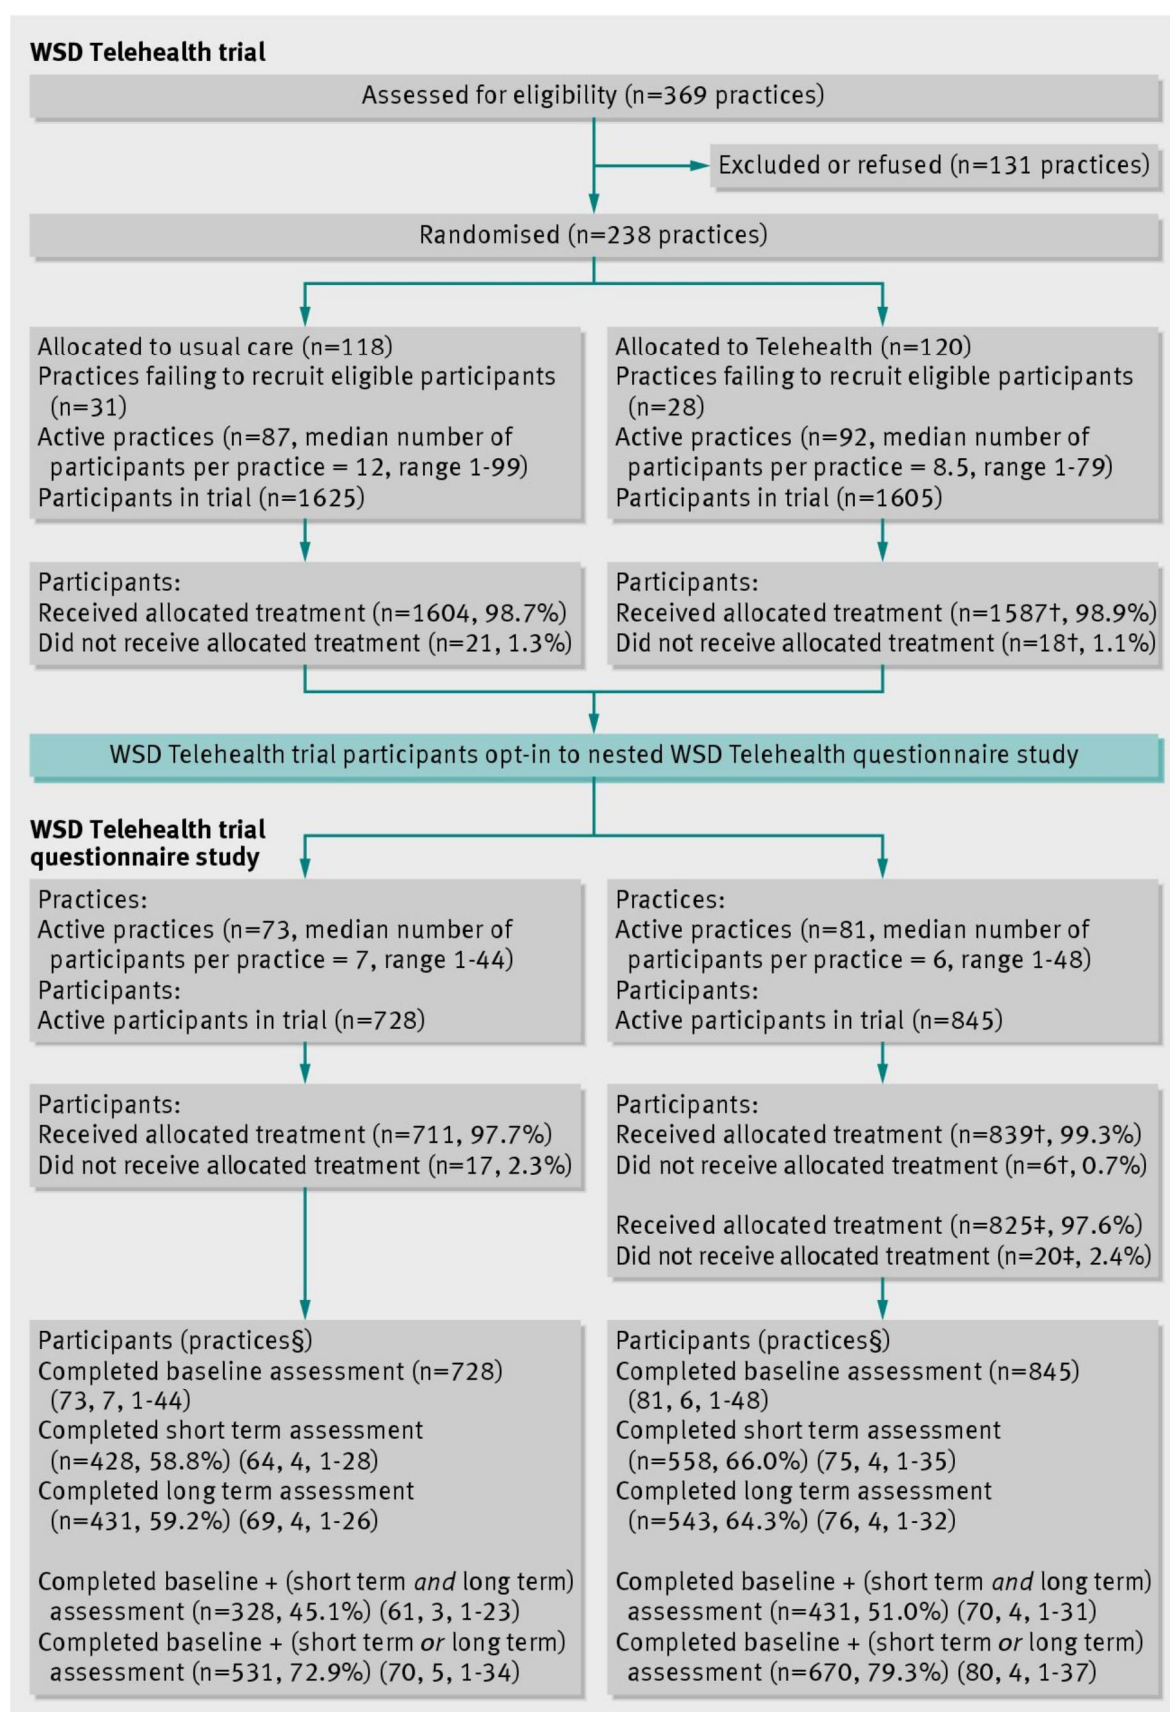 WSD Telehealth trial
Assessed for eligibility (n=369 practices)
Excluded or refused (n=131 practices)
Randomised (n=238 practices)
Allocated to usual care (n=118)
Practices failing to recruit eligible participants
(n=31)
Active practices (n=87, median number of
participants per practice = 12, range 1-99)
Participants in trial (n=1625)
Allocated to Telehealth (n=120)
Practices failing to recruit eligible participants
(n=28)
Active practices (n=92, median number of
participants per practice = 8.5, range 1-79)
Participants in trial (n=1605)
Participants:
Received allocated treatment (n=1604, 98.7%)
Did not receive allocated treatment (n=21, 1.3%)
Participants:
Received allocated treatment (n=1587†, 98.9%)
Did not receive allocated treatment (n=18†, 1.1%)
WSD Telehealth trial participants opt-in to nested WSD Telehealth questionnaire study
WSD Telehealth trial
questionnaire study
Practices:
Active practices (n=73, median number of
participants per practice = 7, range 1-44)
Participants:
Active participants in trial (n=728)
Practices:
Active practices (n=81, median number of
participants per practice = 6, range 1-48)
Participants:
Active participants in trial (n=845)
Participants:
Received allocated treatment (n=711, 97.7%)
Did not receive allocated treatment (n=17, 2.3%)
Participants:
Received allocated treatment (n=839†, 99.3%)
Did not receive allocated treatment (n=6†, 0.7%)
Received allocated treatment (n=825‡, 97.6%)
Did not receive allocated treatment (n=20‡, 2.4%)
Participants (practices§)
Completed baseline assessment (n=728)
(73, 7, 1-44)
Completed short term assessment
(n=428, 58.8%) (64, 4, 1-28)
Completed long term assessment
(n=431, 59.2%) (69, 4, 1-26)
Completed baseline + (short term and long term)
assessment (n=328, 45.1%) (61, 3, 1-23)
Completed baseline + (short term or long term)
assessment (n=531, 72.9%) (70, 5, 1-34)
Participants (practices§)
Completed baseline assessment (n=845)
(81, 6, 1-48)
Completed short term assessment
(n=558, 66.0%) (75, 4, 1-35)
Completed long term assessment
(n=543, 64.3%) (76, 4, 1-32)
Completed baseline + (short term and long term)
assessment (n=431, 51.0%) (70, 4, 1-31)
Completed baseline + (short term or long term)
assessment (n=670, 79.3%) (80, 4, 1-37)